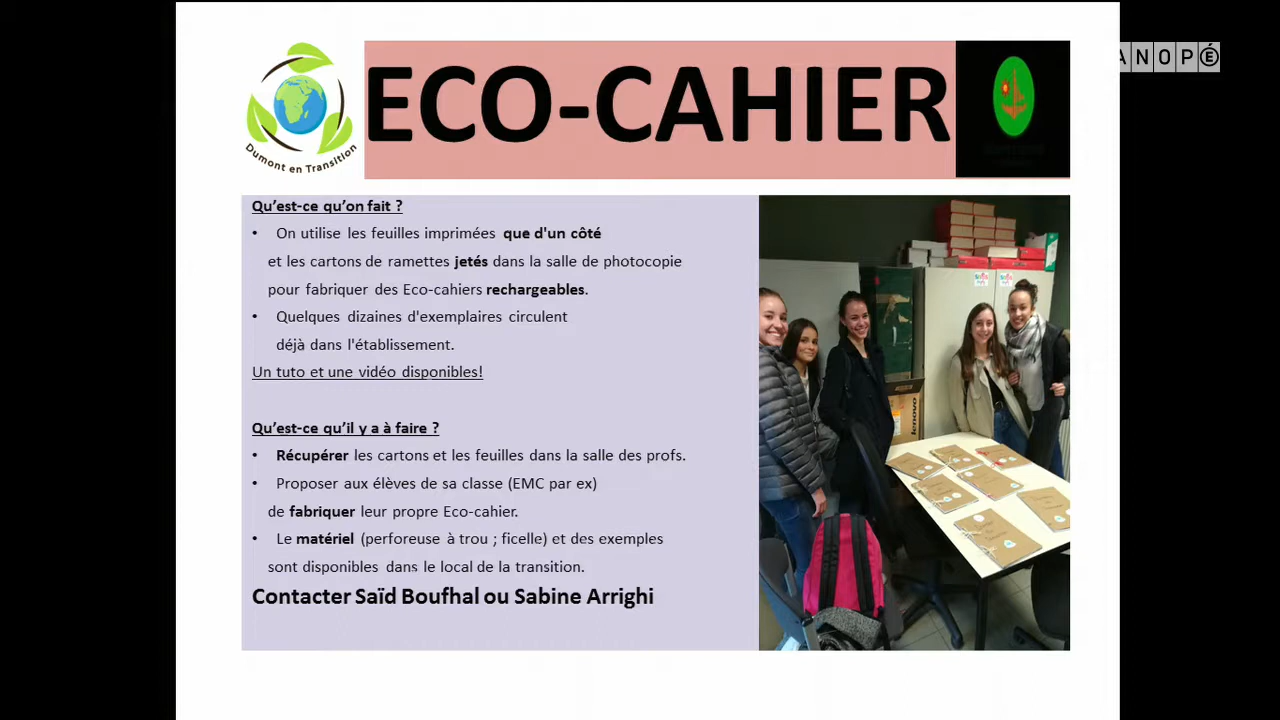 ECO-CAHIER
ANOPÉ
Dumont en Transition
Qu'est-ce qu'on fait ?
• On utilise les feuilles imprimées que d'un côté
et les cartons de ramettes jetés dans la salle de photocopie
pour fabriquer des Eco-cahiers rechargeables.
• Quelques dizaines d'exemplaires circulent
déjà dans l'établissement.
Un tuto et une vidéo disponibles!
Qu'est-ce qu'il y a à faire ?
• Récupérer les cartons et les feuilles dans la salle des profs.
• Proposer aux élèves de sa classe (EMC par ex)
de fabriquer leur propre Eco-cahier.
• Le matériel (perforeuse à trou ; ficelle) et des exemples
sont disponibles dans le local de la transition.
Contacter Saïd Boufhal ou Sabine Arrighi
lenovo